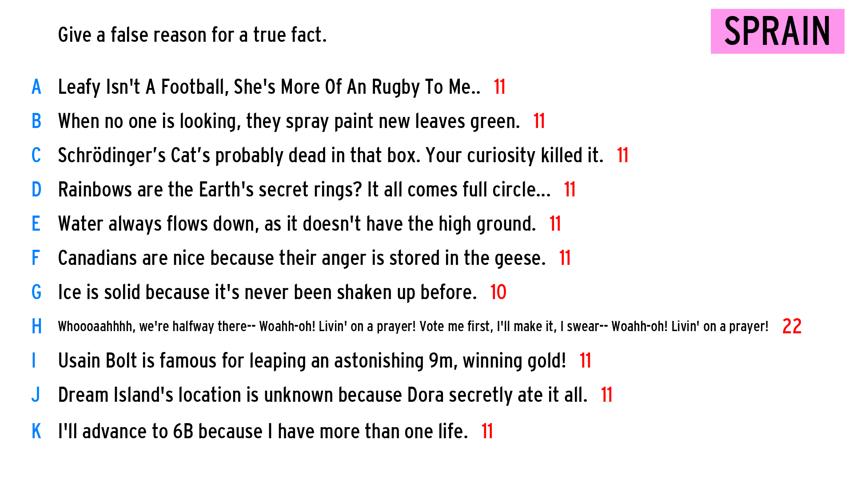 Give a false reason for a true fact.
SPRAIN
A Leafy Isn't A Football, She's More Of An Rugby To Me.. 11
B When no one is looking, they spray paint new leaves green. 11
C Schrödinger's Cat's probably dead in that box. Your curiosity killed it. 11
D Rainbows are the Earth's secret rings? It all comes full circle... 11
E Water always flows down, as it doesn't have the high ground. 11
F Canadians are nice because their anger is stored in the geese. 11
G Ice is solid because it's never been shaken up before. 10
H Whoooaahhhh, we're halfway there-- Woahh-oh! Livin' on a prayer! Vote me first, I'll make it, I swear-- Woahh-oh! Livin' on a prayer! 22
I Usain Bolt is famous for leaping an astonishing 9m, winning gold! 11
J Dream Island's location is unknown because Dora secretly ate it all. 11
K I'll advance to 6B because I have more than one life. 11